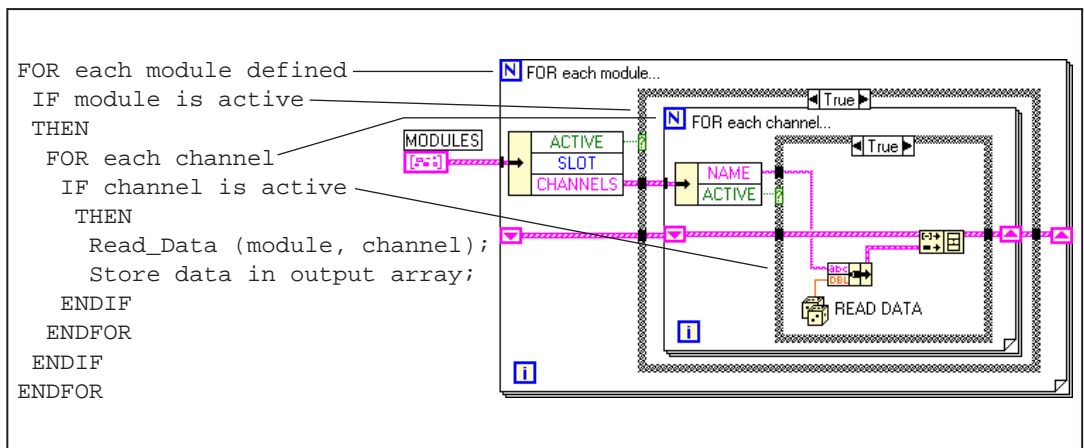 FOR each module defined
IF module is active
THEN
FOR each channel
IF channel is active
THEN
Read_Data (module, channel);
Store data in output array;
ENDIF
ENDFOR
ENDIF
ENDFOR
N FOR each module...
True
N FOR each channel...
True
MODULES
ACTIVE
SLOT
CHANNELS
?
NAME
ACTIVE
?
abc
DBL
READ DATA
i
i